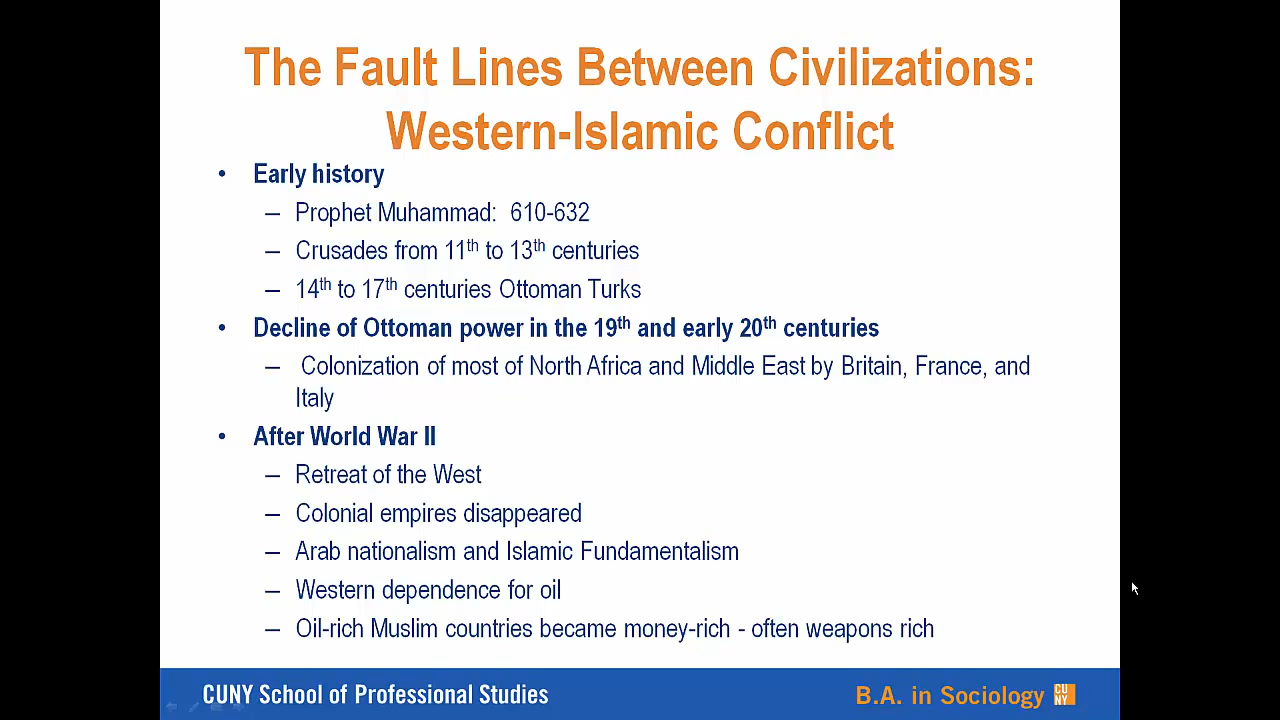 The Fault Lines Between Civilizations:
Western-Islamic Conflict
• Early history
– Prophet Muhammad:  610-632
– Crusades from 11th to 13th centuries
– 14th to 17th centuries Ottoman Turks
• Decline of Ottoman power in the 19th and early 20th centuries
– Colonization of most of North Africa and Middle East by Britain, France, and
Italy
• After World War II
– Retreat of the West
– Colonial empires disappeared
– Arab nationalism and Islamic Fundamentalism
– Western dependence for oil
– Oil-rich Muslim countries became money-rich - often weapons rich
CUNY School of Professional Studies
B.A. in Sociology CU
NY